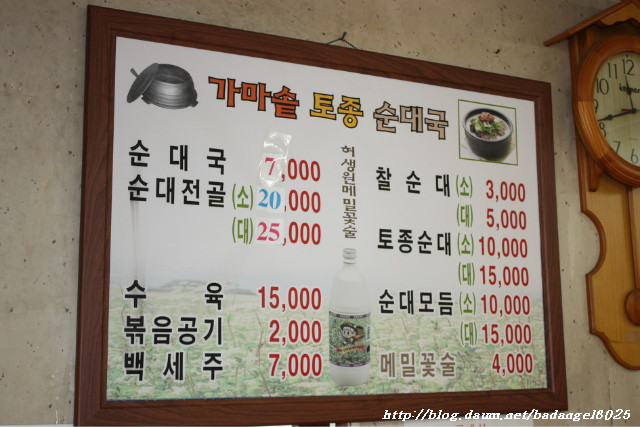 가마솥 토종 순대국
순대국 7,000
순대전골 (소) 20,000
(대) 25,000
수육 15,000
볶음공기 2,000
백세주 7,000
허생원메밀꽃술
찰순대 (소) 3,000
(대) 5,000
토종순대 (소) 10,000
(대) 15,000
순대모듬 (소) 10,000
(대) 15,000
메밀꽃술 4,000
http://blog.daum.net/badangel8025